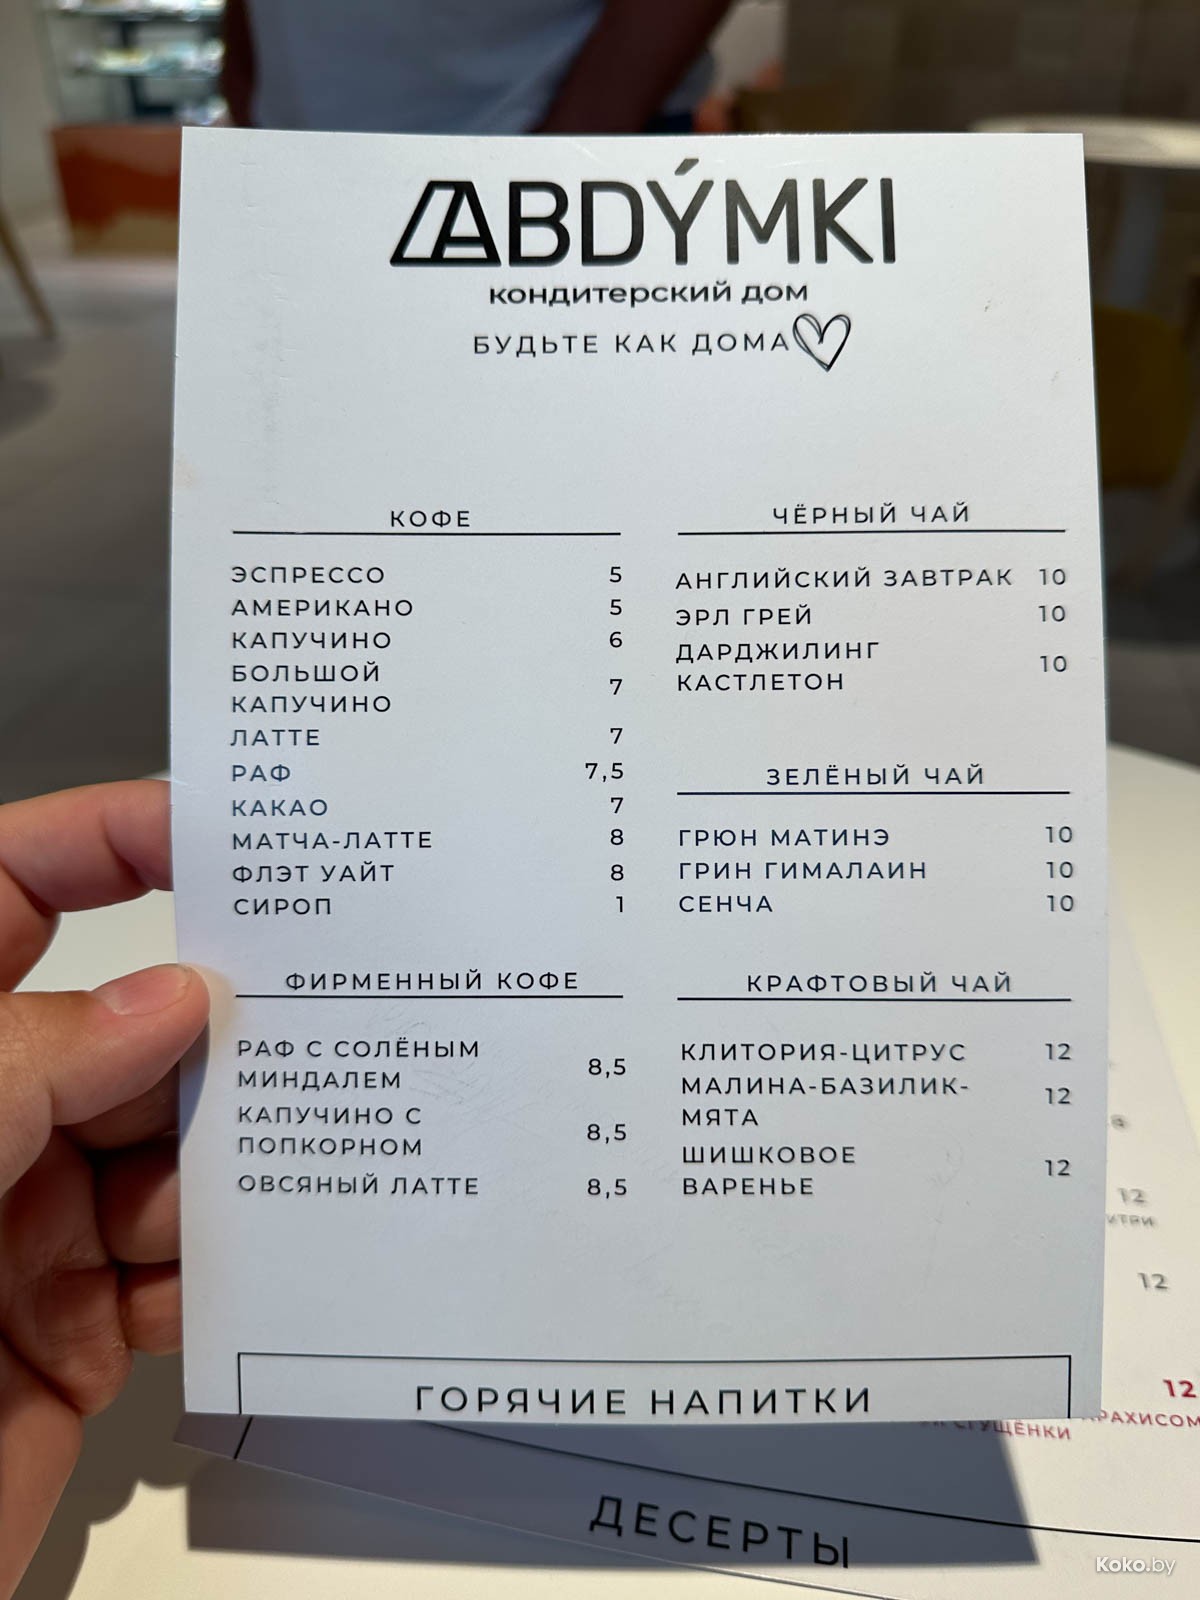 ABDÝMKI
кондитерский дом
БУДЬТЕ КАК ДОМА
КОФЕ
ЭСПРЕССО 5
АМЕРИКАНО 5
КАПУЧИНО 6
БОЛЬШОЙ
КАПУЧИНО 7
ЛАТТЕ 7
РАФ 7,5
КАКАО 7
МАТЧА-ЛАТТЕ 8
ФЛЭТ УАЙТ 8
СИРОП 1
ФИРМЕННЫЙ КОФЕ
РАФ С СОЛЁНЫМ
МИНДАЛЕМ 8,5
КАПУЧИНО С
ПОПКОРНОМ 8,5
ОВСЯНЫЙ ЛАТТЕ 8,5
ЧЁРНЫЙ ЧАЙ
АНГЛИЙСКИЙ ЗАВТРАК 10
ЭРЛ ГРЕЙ 10
ДАРДЖИЛИНГ
КАСТЛЕТОН 10
ЗЕЛЁНЫЙ ЧАЙ
ГРЮН МАТИНЭ 10
ГРИН ГИМАЛАИН 10
СЕНЧА 10
КРАФТОВЫЙ ЧАЙ
КЛИТОРИЯ-ЦИТРУС 12
МАЛИНА-БАЗИЛИК-
МЯТА 12
ШИШКОВОЕ
ВАРЕНЬЕ 12
ГОРЯЧИЕ НАПИТКИ
12
12
12
ДЕСЕРТЫ
Koko.by